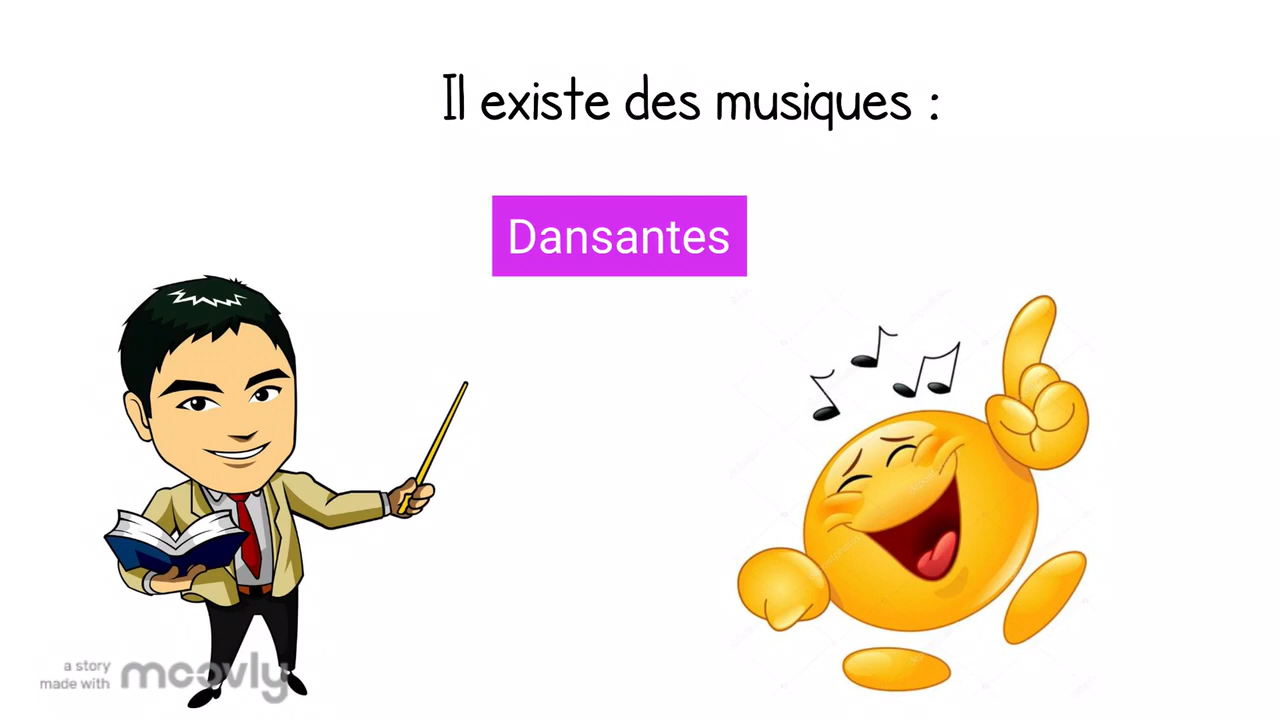 Il existe des musiques :
Dansantes
a story
made with moovly